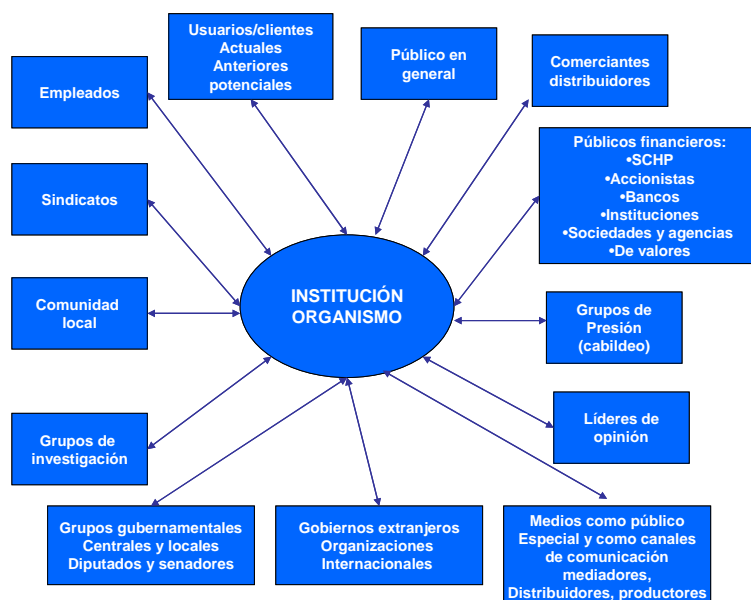 Usuarios/clientes
Actuales
Anteriores
potenciales
Público en
general
Comerciantes
distribuidores
Empleados
Públicos financieros:
•SCHP
•Accionistas
•Bancos
•Instituciones
•Sociedades y agencias
•De valores
Sindicatos
INSTITUCIÓN
ORGANISMO
Comunidad
local
Grupos de
Presión
(cabildeo)
Grupos de
investigación
Líderes de
opinión
Grupos gubernamentales
Centrales y locales
Diputados y senadores
Gobiernos extranjeros
Organizaciones
Internacionales
Medios como público
Especial y como canales
de comunicación
mediadores,
Distribuidores, productores